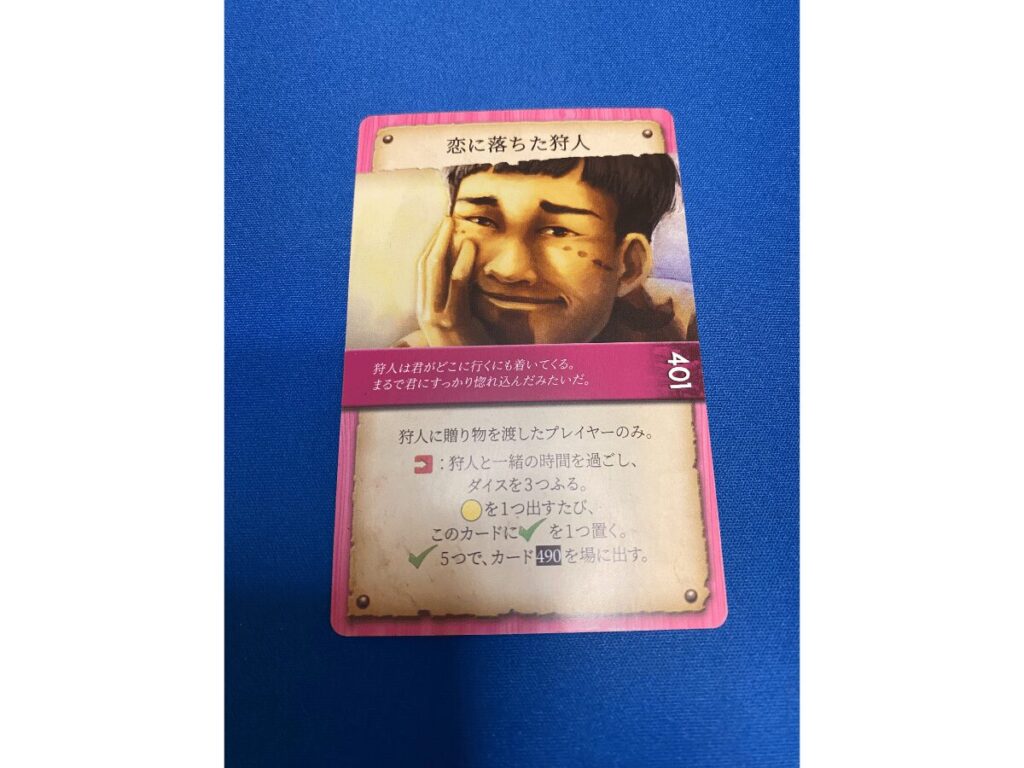 恋に落ちた狩人
狩人は君がどこに行くにも着いてくる。
まるで君にすっかり惚れ込んだみたいだ。
401
狩人に贈り物を渡したプレイヤーのみ。
:狩人と一緒の時間を過ごし、
ダイスを3つふる。
を1つ出すたび、
このカードに を1つ置く。
5つで、カード490を場に出す。